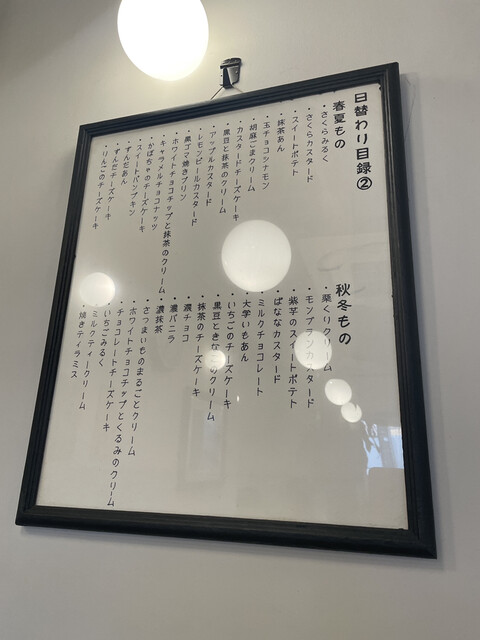 日替わり目録②
春夏もの
・さくらみるく
・さくらカスタード
・スイートポテト
・抹茶あん
・玉チョコシナモン
・胡麻ごまクリーム
・カスタードチーズケーキ
・黒豆と抹茶のクリーム
・アップルカスタード
・レモンピールカスタード
・黒ゴマ焼きプリン
・ホワイトチョコチップと抹茶のクリーム
・キャラメルチョコナッツ
・かぼちゃのチーズケーキ
・スイートパンプキン
・ずんだあん
・ずんだチーズケーキ
・りんごのチーズケーキ
秋冬もの
・栗くりクリーム
・モンブランカスタード
・紫芋のスイートポテト
・ばななカスタード
・ミルクチョコレート
・大学いもあん
・いちごのチーズケーキ
・黒豆ときなこのクリーム
・抹茶のチーズケーキ
・濃チョコ
・濃バニラ
・濃抹茶
・さつまいものまるごとクリーム
・ホワイトチョコチップとくるみのクリーム
・チョコレートチーズケーキ
・いちごみるく
・ミルクティークリーム
・焼きティラミス